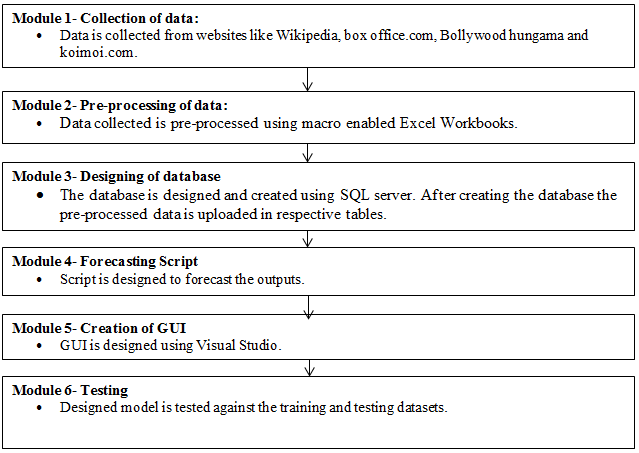 Module 1- Collection of data:
• Data is collected from websites like Wikipedia, box office.com, Bollywood hungama and
koimoi.com.
Module 2- Pre-processing of data:
• Data collected is pre-processed using macro enabled Excel Workbooks.
Module 3- Designing of database
• The database is designed and created using SQL server. After creating the database the
pre-processed data is uploaded in respective tables.
Module 4- Forecasting Script
• Script is designed to forecast the outputs.
Module 5- Creation of GUI
• GUI is designed using Visual Studio.
Module 6- Testing
• Designed model is tested against the training and testing datasets.